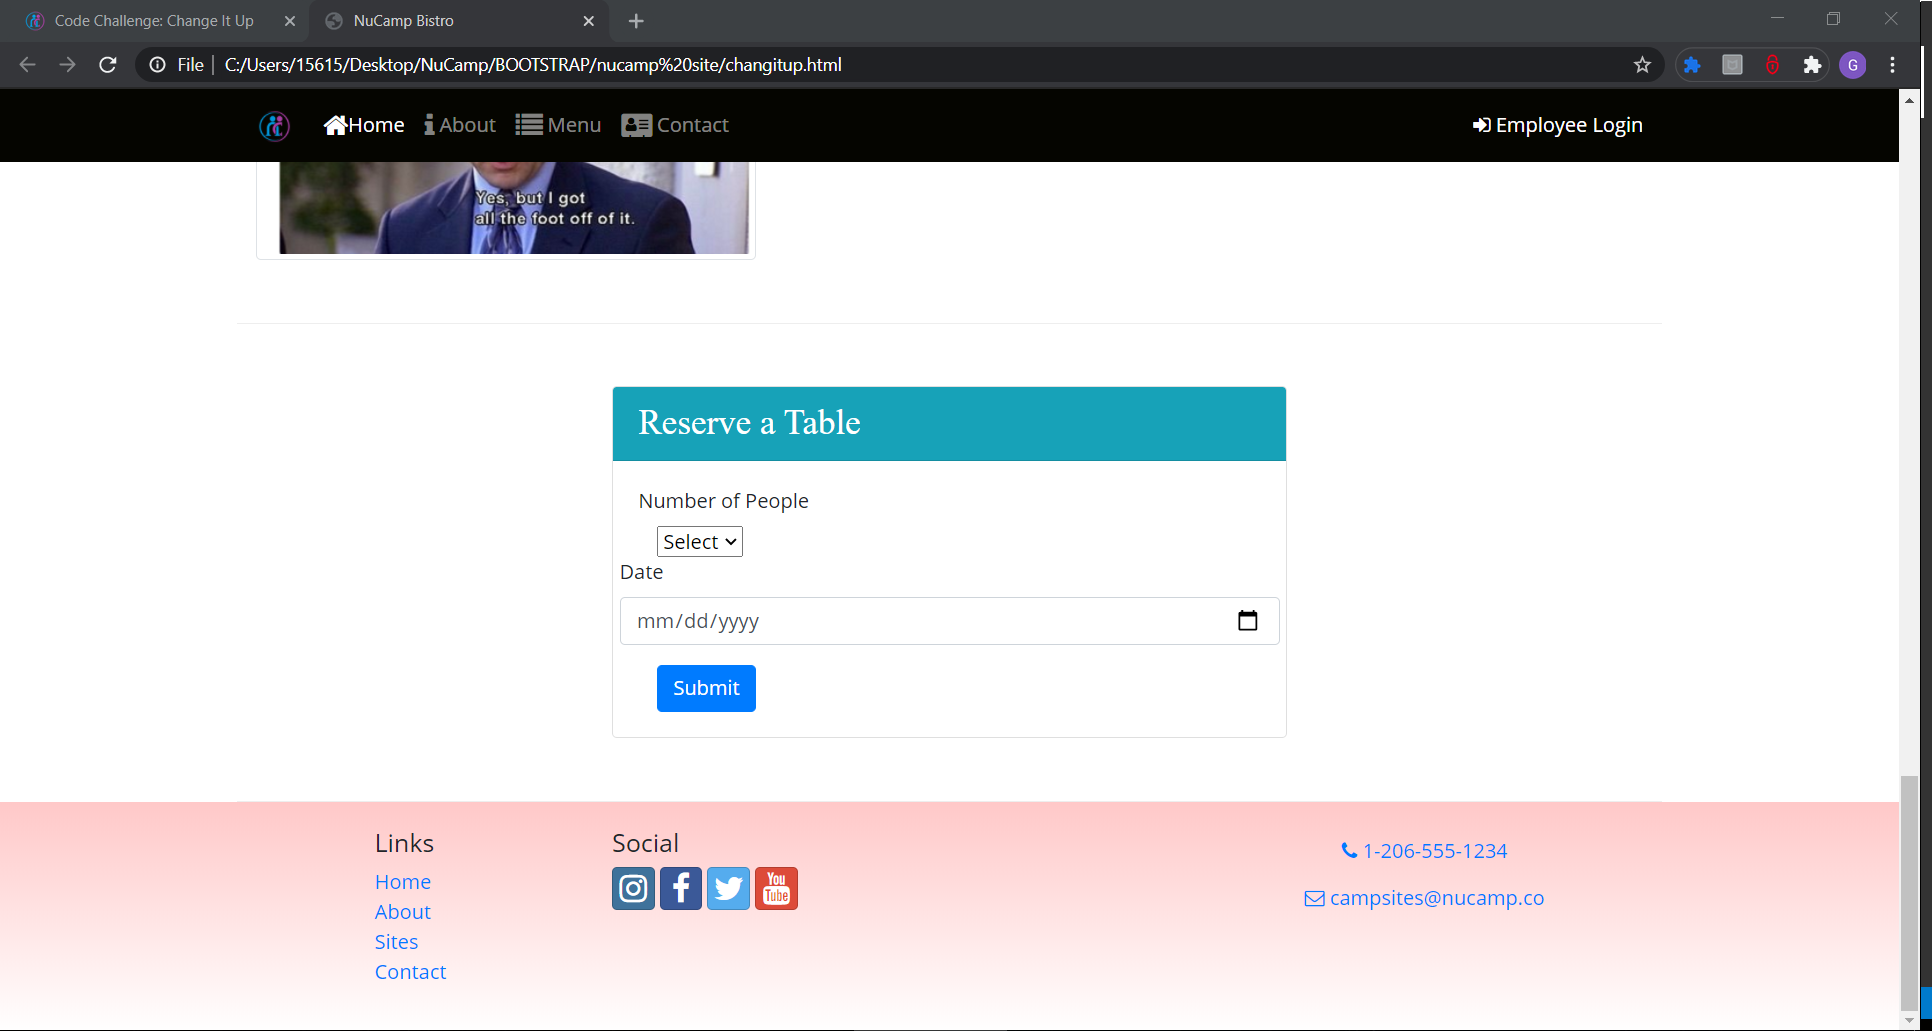 Code Challenge: Change It Up
NuCamp Bistro
File
C:/Users/15615/Desktop/NuCamp/BOOTSTRAP/nucamp%20site/changitup.html
G
Home
About
Menu
Contact
Employee Login
Yes, but I got
all the foot off of it.
Reserve a Table
Number of People
Select
Date
mm/dd/yyyy
Submit
Links
Home
About
Sites
Contact
Social
You
Tube
1-206-555-1234
campsites@nucamp.co